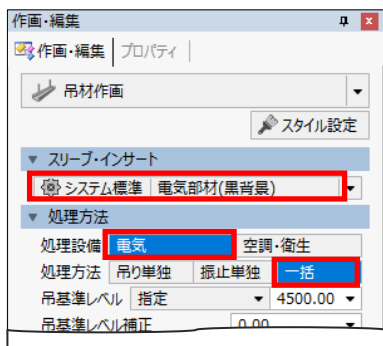 作画・編集
作画・編集 プロパティ
吊材作画
スタイル設定
スリーブ・インサート
システム標準 電気部材(黒背景)
処理方法
処理設備 電気 空調・衛生
処理方法 吊り単独 振止単独 一括
吊基準レベル 指定 4500.00
吊基準レベル補正 0.00